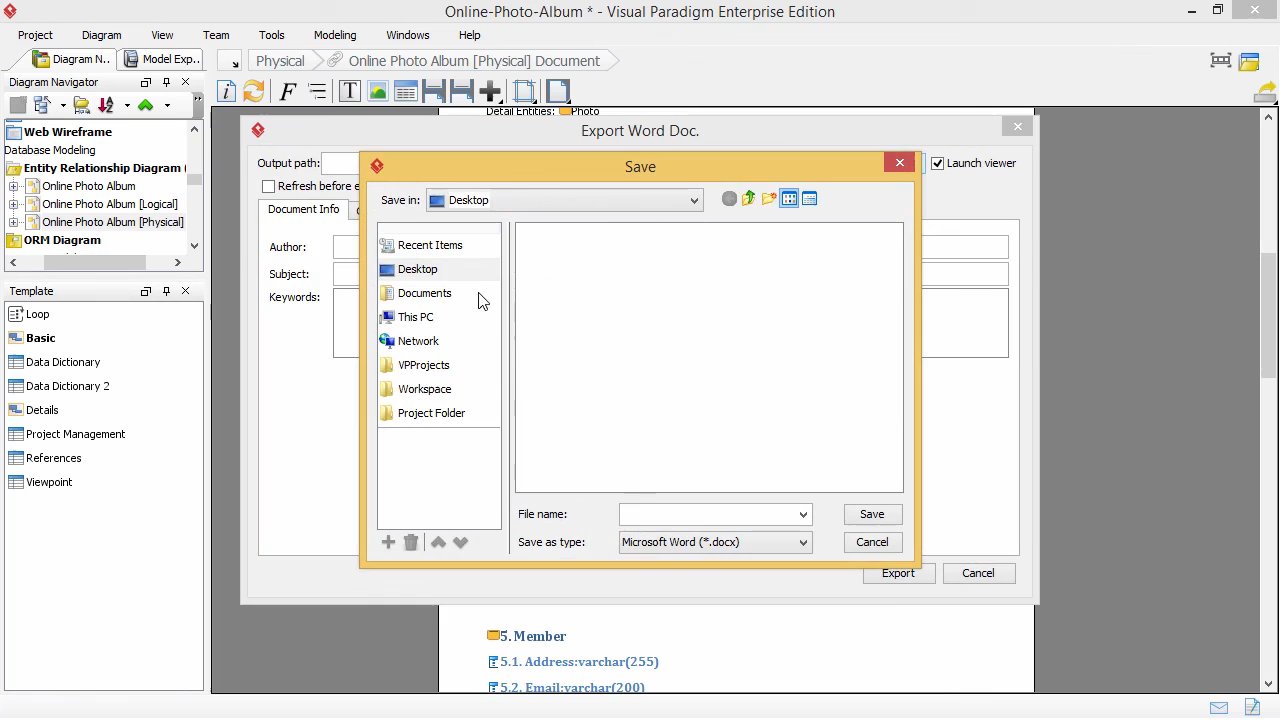 Online-Photo-Album * - Visual Paradigm Enterprise Edition
Project Diagram View Team Tools Modeling Windows Help
Diagram N.. Model Exp..
Physical Online Photo Album [Physical] Document
Diagram Navigator
Web Wireframe
Database Modeling
Entity Relationship Diagram (
Online Photo Album
Online Photo Album [Logical]
Online Photo Album [Physical]
ORM Diagram
Template
Loop
Basic
Data Dictionary
Data Dictionary 2
Details
Project Management
References
Viewpoint
Detail Entities: Photo
Export Word Doc.
Output path:
Launch viewer
Refresh before e
Document Info
Author:
Subject:
Keywords:
Save
Save in: Desktop
Recent Items
Desktop
Documents
This PC
Network
VPProjects
Workspace
Project Folder
File name:
Save
Save as type: Microsoft Word (*.docx)
Cancel
Export Cancel
5. Member
5.1. Address:varchar(255)
5.2. Email:varchar(200)